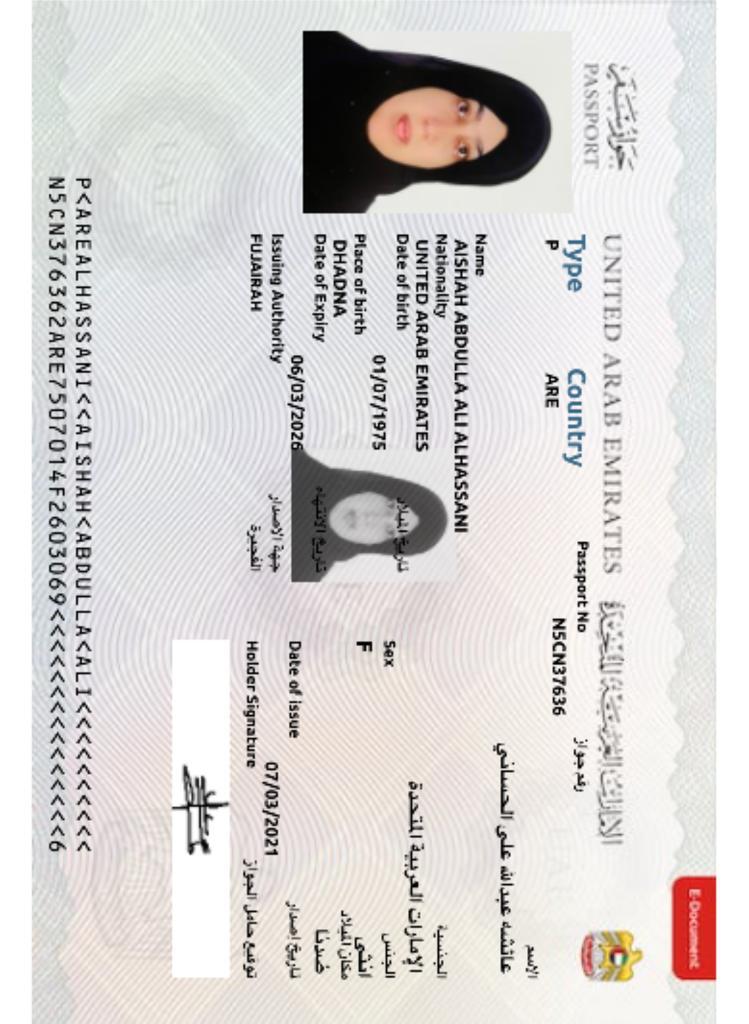 E-Document
UNITED ARAB EMIRATES الإمارات العربية المتحدة
جواز سفر
PASSPORT
Type Country Passport No رقم جواز
P ARE N5CN37636
الاسم
عائشه عبدالله علي الحساني
Name
AISHAH ABDULLA ALI ALHASSANI
Nationality الجنسية
UNITED ARAB EMIRATES الإمارات العربية المتحدة
Date of birth تاريخ الميلاد Sex الجنس
01/07/1975 F انثى
Place of birth مكان الميلاد
DHADNA ضدنا
Date of Expiry تاريخ الانتهاء Date of issue تاريخ إصدار
06/03/2026 07/03/2021
Issuing Authority جهة الاصدار Holder Signature توقيع حامل الجواز
FUJAIRAH الفجيرة
P<AREALHASSANI<<AISHAH<ABDULLA<ALI<<<<<<<<<<
N5CN376362ARE7507014F2603069<<<<<<<<<<<<<<<6